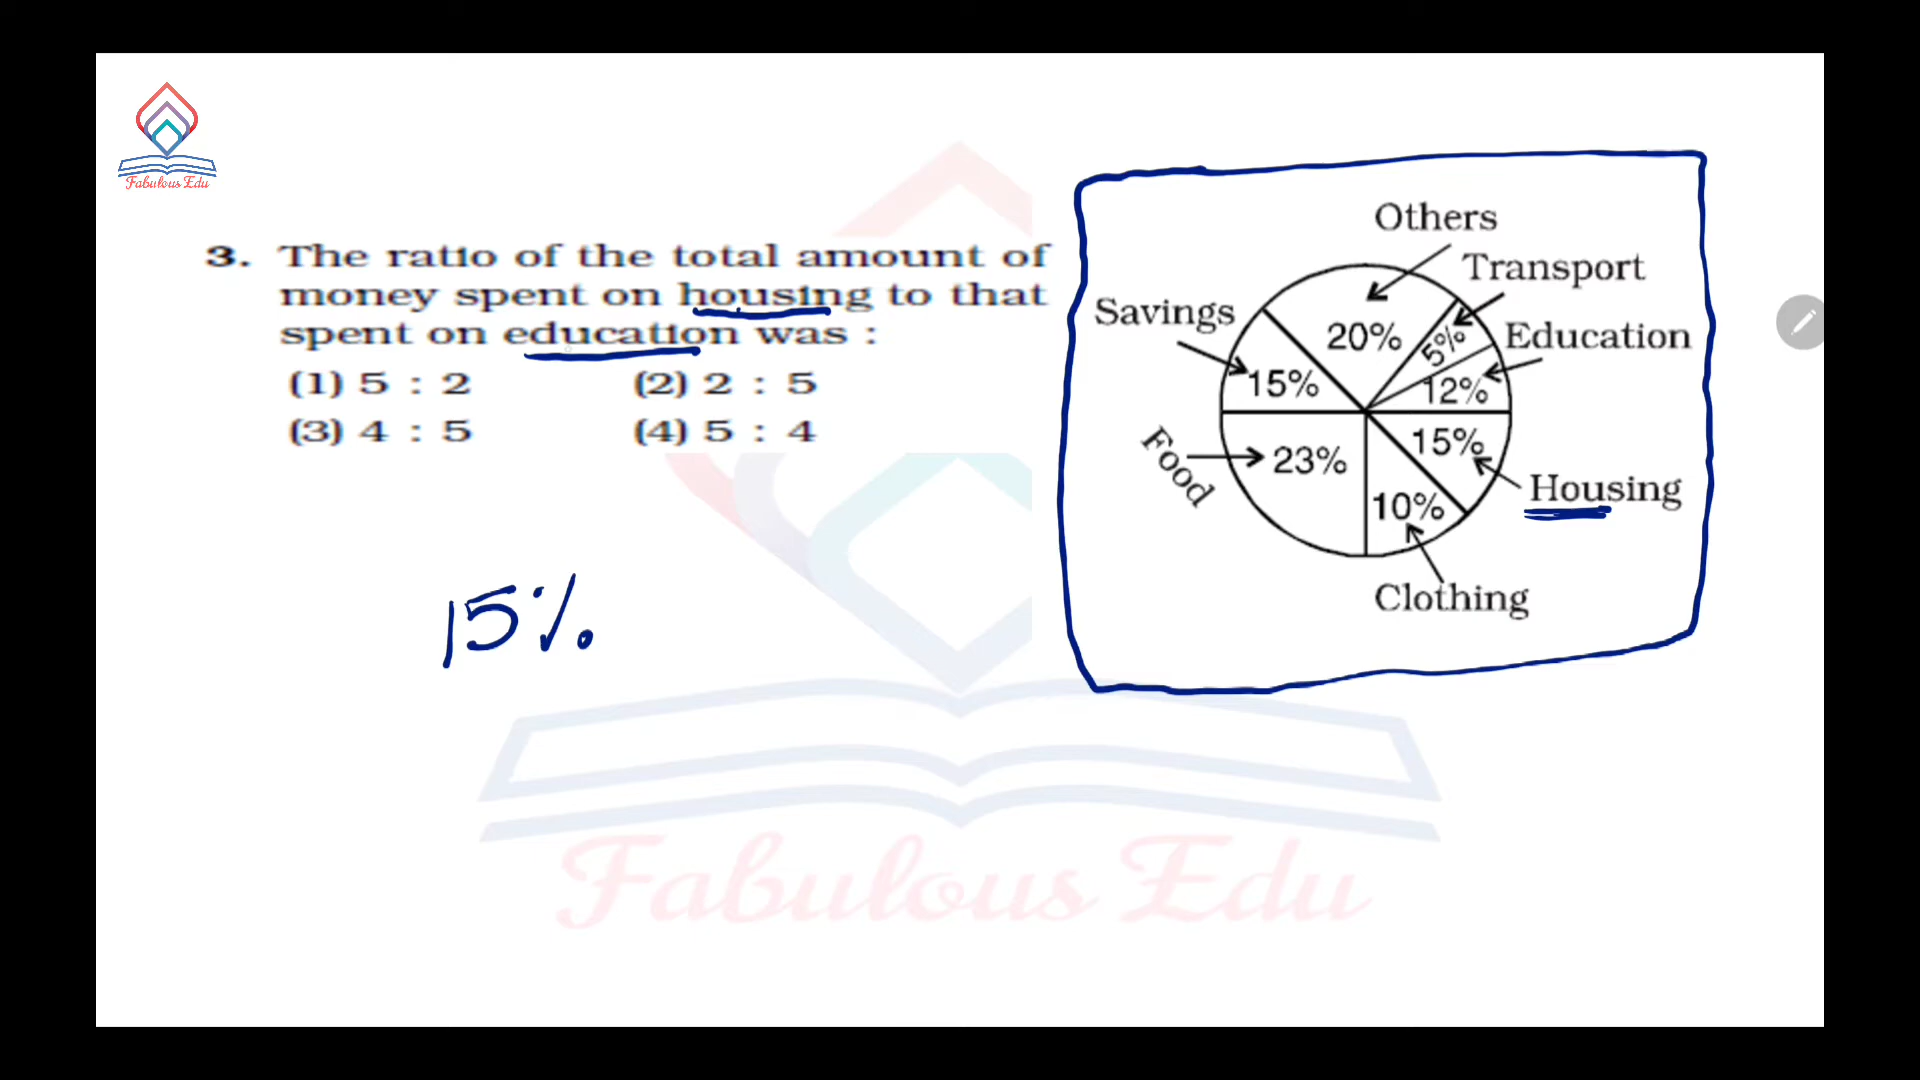 Fabulous Edu
3. The ratio of the total amount of
money spent on housing to that
spent on education was :
(1) 5 : 2 (2) 2 : 5
(3) 4 : 5 (4) 5 : 4
Others
Transport
Savings
Education
20%
5%
15%
12%
15%
Food
23%
Housing
10%
Clothing
15%
Fabulous Edu